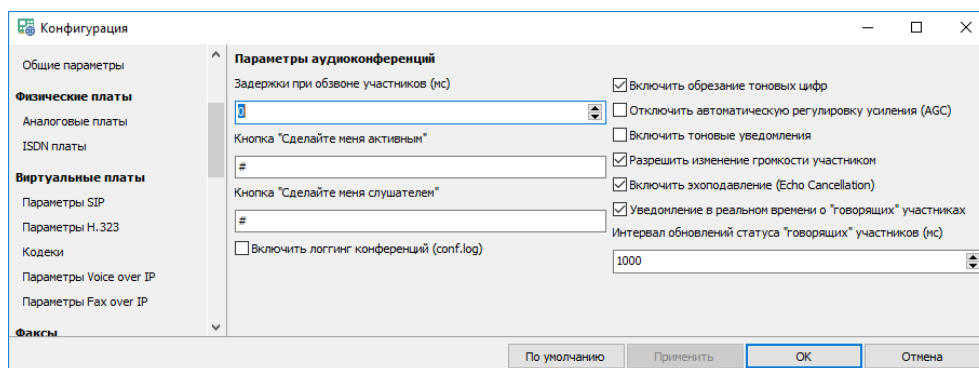 Конфигурация
Общие параметры
Физические платы
Аналоговые платы
ISDN платы
Виртуальные платы
Параметры SIP
Параметры H.323
Кодеки
Параметры Voice over IP
Параметры Fax over IP
Факсы
Параметры аудиоконференций
Задержки при обзвоне участников (мс)
0
Кнопка "Сделайте меня активным"
#
Кнопка "Сделайте меня слушателем"
#
Включить логгинг конференций (conf.log)
Включить обрезание тоновых цифр
Отключить автоматическую регулировку усиления (AGC)
Включить тоновые уведомления
Разрешить изменение громкости участником
Включить эхоподавление (Echo Cancellation)
Уведомление в реальном времени о "говорящих" участниках
Интервал обновлений статуса "говорящих" участников (мс)
1000
По умолчанию
Применить
OK
Отмена